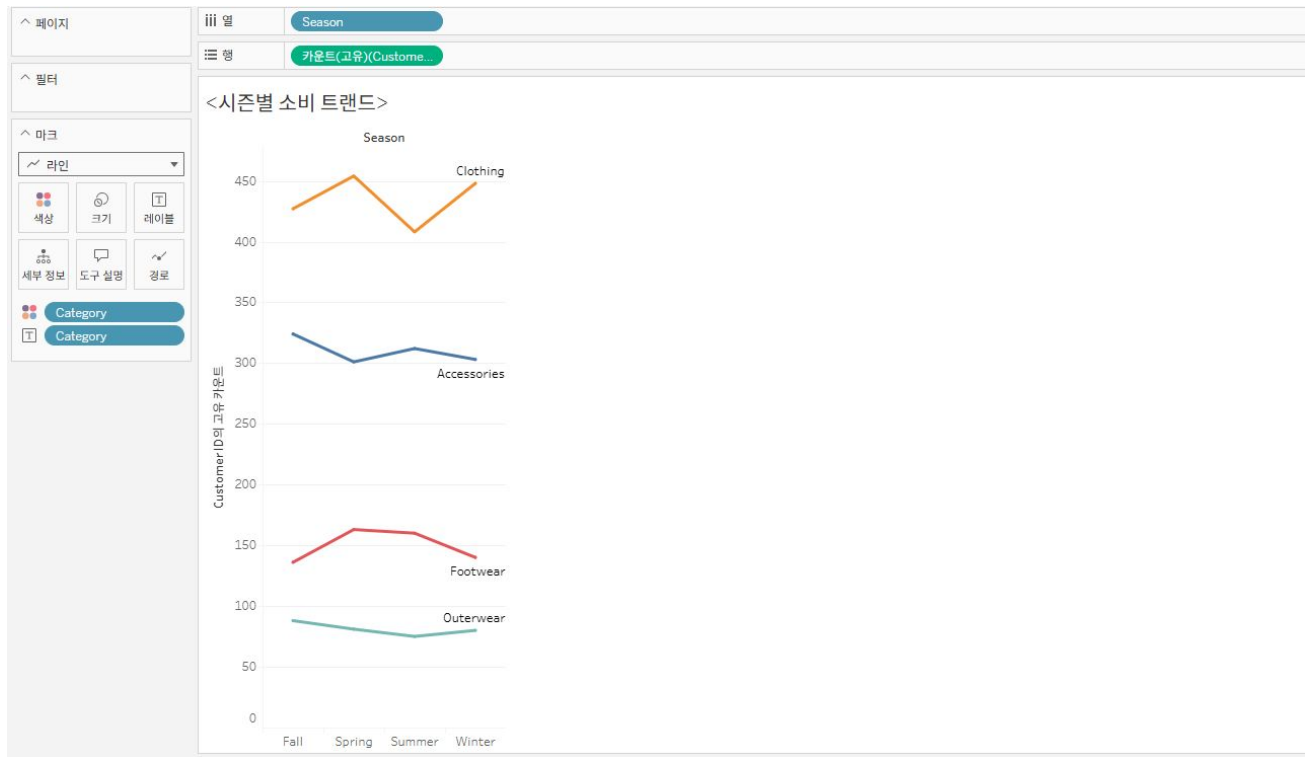 페이지
iii 열
Season
행
카운트(고유)(Custome...
필터
<시즌별 소비 트랜드>
마크
라인
색상
크기
T
레이블
세부 정보
도구 설명
경로
Category
T
Category
Season
Clothing
Accessories
Footwear
Outerwear
450
400
350
300
250
200
150
100
50
0
Customer ID의 고유 카운트
Fall Spring Summer Winter